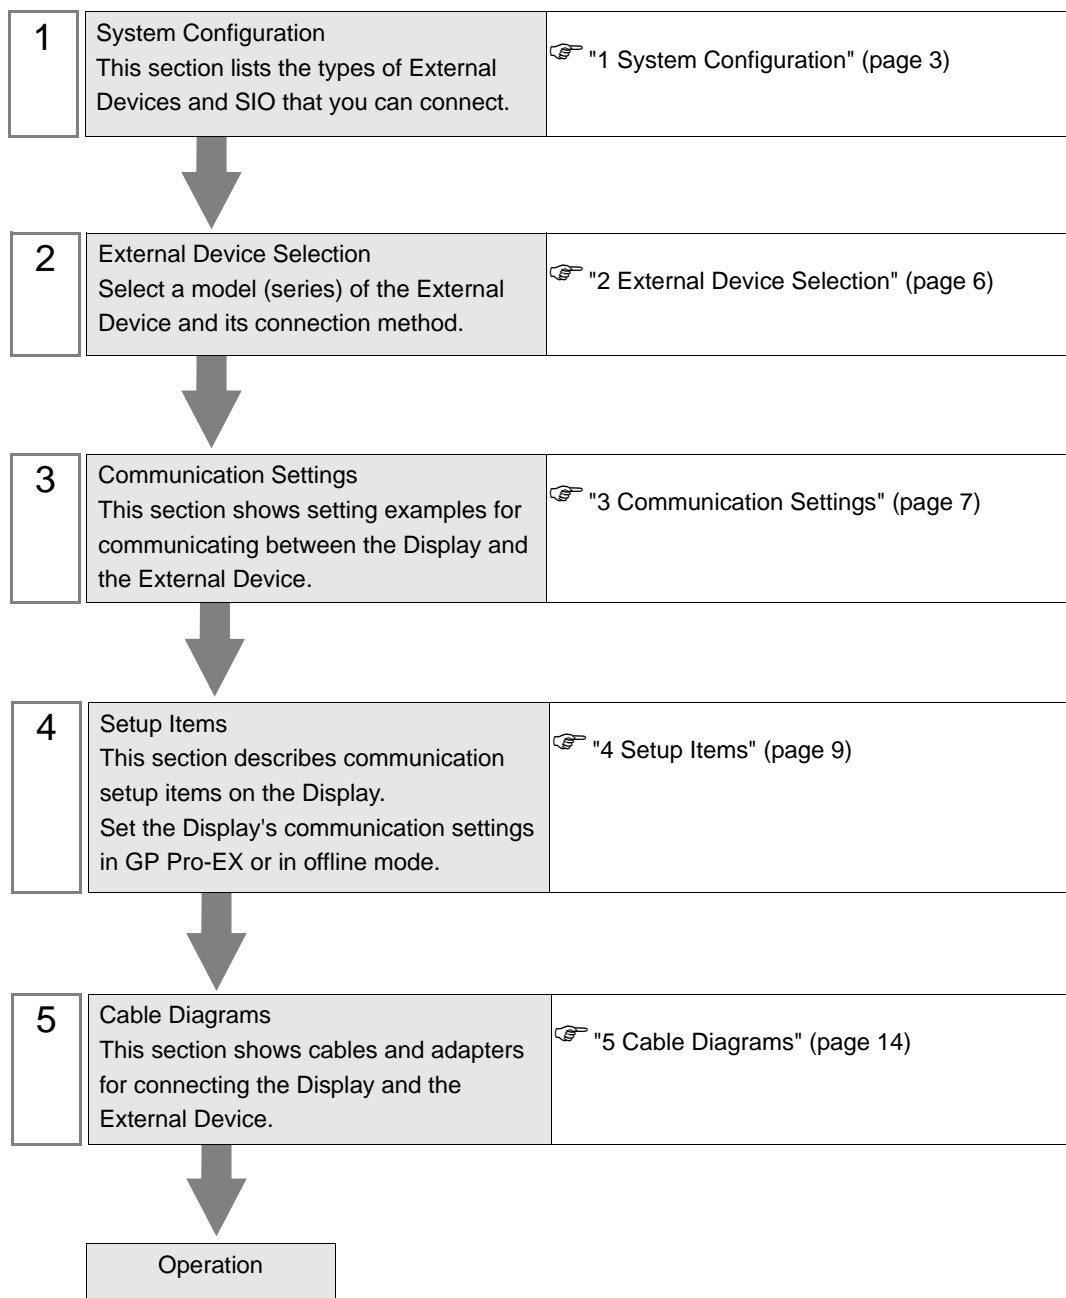 1
System Configuration
This section lists the types of External
Devices and SIO that you can connect.
"1 System Configuration" (page 3)
2
External Device Selection
Select a model (series) of the External
Device and its connection method.
"2 External Device Selection" (page 6)
3
Communication Settings
This section shows setting examples for
communicating between the Display and
the External Device.
"3 Communication Settings" (page 7)
4
Setup Items
This section describes communication
setup items on the Display.
Set the Display's communication settings
in GP Pro-EX or in offline mode.
"4 Setup Items" (page 9)
5
Cable Diagrams
This section shows cables and adapters
for connecting the Display and the
External Device.
"5 Cable Diagrams" (page 14)
Operation